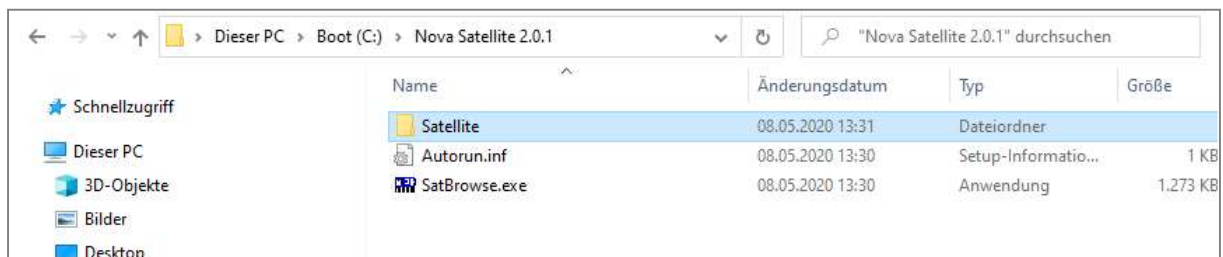 Dieser PC > Boot (C:) > Nova Satellite 2.0.1 "Nova Satellite 2.0.1" durchsuchen
Name Änderungsdatum Typ Größe
Schnellzugriff
Satellite 08.05.2020 13:31 Dateiordner
Dieser PC
Autorun.inf 08.05.2020 13:30 Setup-Informatio... 1 KB
3D-Objekte
SatBrowse.exe 08.05.2020 13:30 Anwendung 1.273 KB
Bilder
Desktop